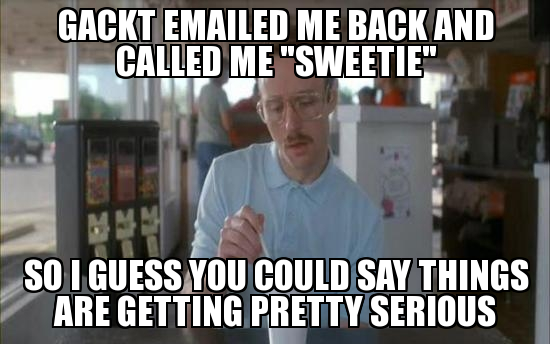 GACKT EMAILED ME BACK AND
CALLED ME "SWEETIE"
SO I GUESS YOU COULD SAY THINGS
ARE GETTING PRETTY SERIOUS